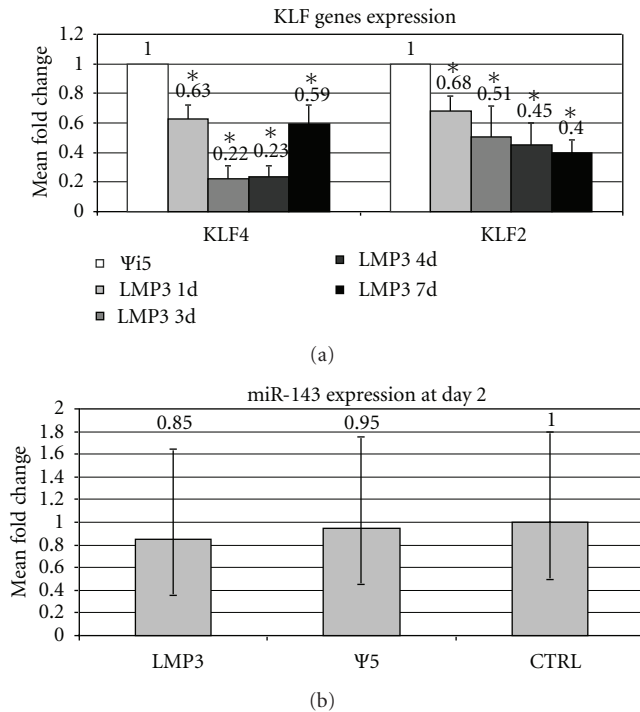 KLF genes expression
Mean fold change
1.2
1
0.8
0.6
0.4
0.2
0
1
*
0.63
*
0.22
*
0.23
*
0.59
1
*
0.68
*
0.51
*
0.45
*
0.4
KLF4
KLF2
Ψi5
LMP3 1d
LMP3 3d
LMP3 4d
LMP3 7d
(a)
miR-143 expression at day 2
Mean fold change
2
1.8
1.6
1.4
1.2
1
0.8
0.6
0.4
0.2
0
0.85
0.95
1
LMP3
Ψ5
CTRL
(b)